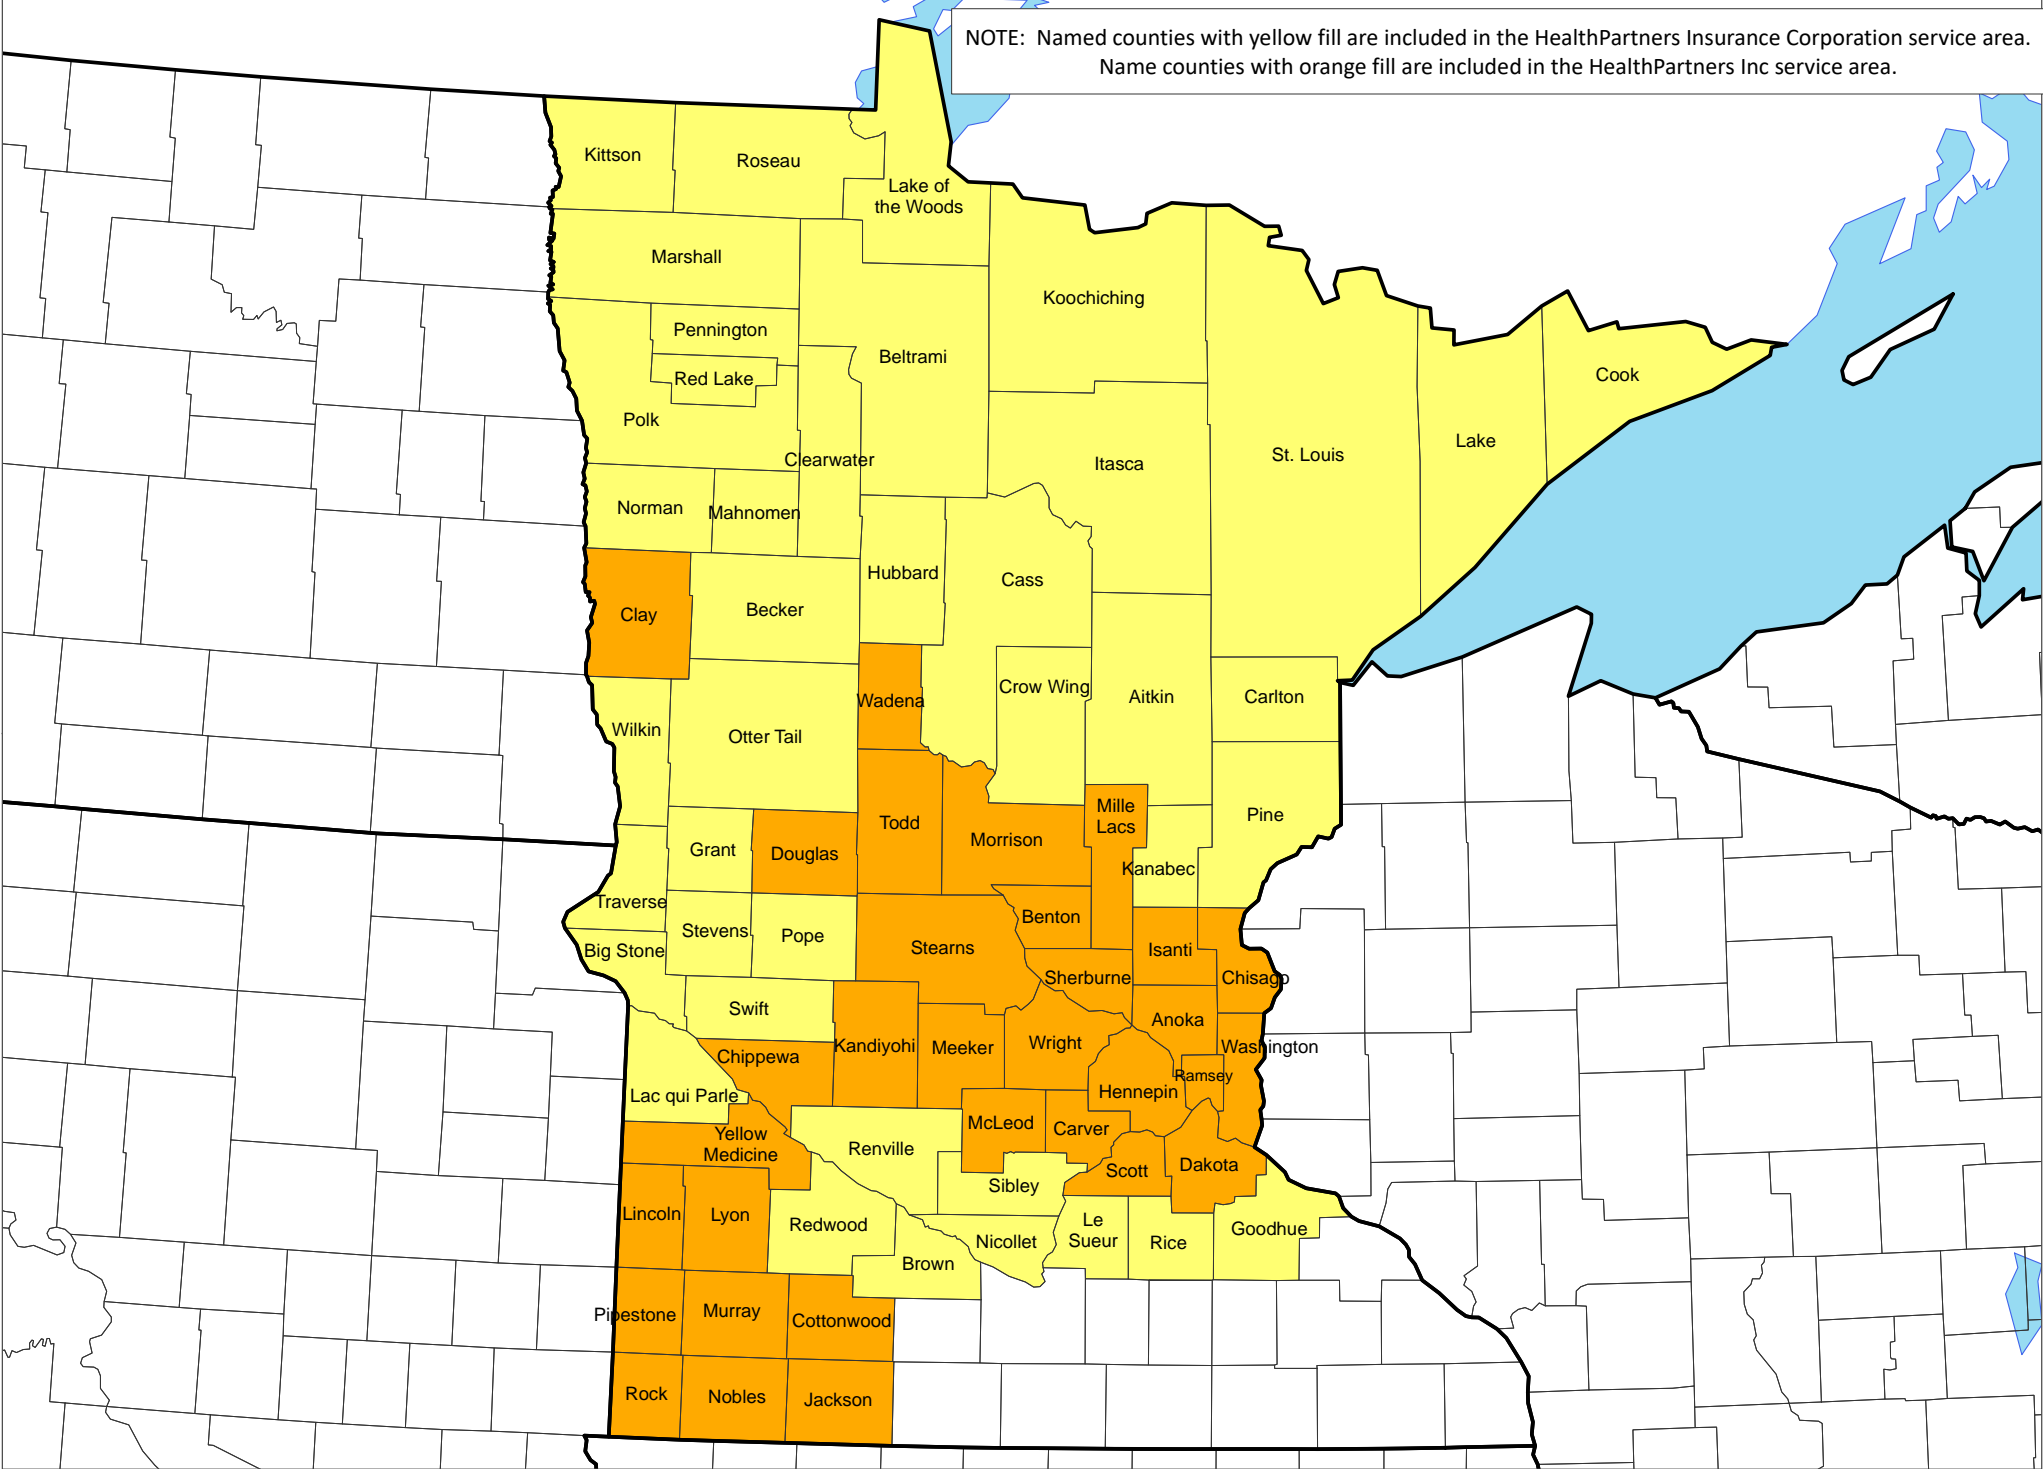 NOTE: Named counties with yellow fill are included in the HealthPartners Insurance Corporation service area.
Name counties with orange fill are included in the HealthPartners Inc service area.
Kittson
Roseau
Lake of
the Woods
Marshall
Koochiching
Pennington
Beltrami
Red Lake
Cook
Polk
Lake
St. Louis
Clearwater
Itasca
Norman
Mahnomen
Hubbard
Cass
Clay
Becker
Crow Wing
Aitkin
Carlton
Wadena
Wilkin
Otter Tail
Mille
Lacs
Pine
Todd
Morrison
Grant
Douglas
Kanabec
Traverse
Benton
Stevens
Pope
Stearns
Isanti
Big Stone
Sherburne
Chisago
Swift
Anoka
Wright
Kandiyohi
Meeker
Washington
Chippewa
Ramsey
Hennepin
Lac qui Parle
McLeod
Carver
Yellow
Medicine
Renville
Scott
Dakota
Sibley
Lincoln
Lyon
Redwood
Le
Sueur
Rice
Goodhue
Nicollet
Brown
Pipestone
Murray
Cottonwood
Rock
Nobles
Jackson